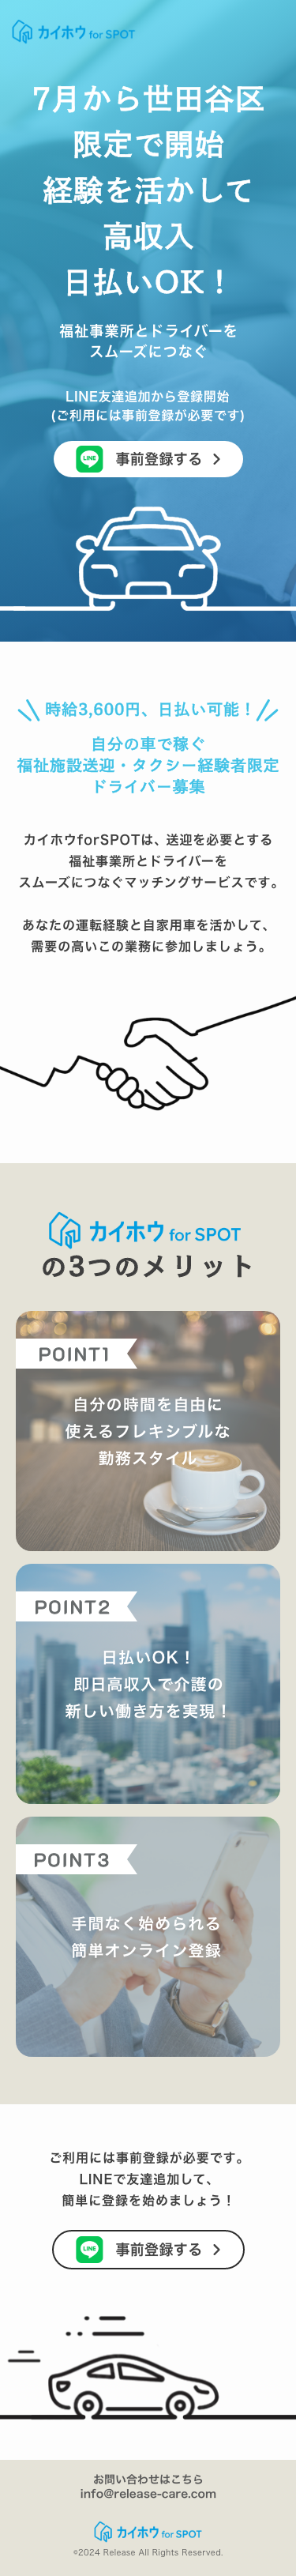 カイホウ for SPOT
7月から世田谷区
限定で開始
経験を活かして
高収入
日払いOK！
福祉事業所とドライバーを
スムーズにつなぐ
LINE友達追加から登録開始
(ご利用には事前登録が必要です)
LINE 事前登録する
時給3,600円、日払い可能！
自分の車で稼ぐ
福祉施設送迎・タクシー経験者限定
ドライバー募集
カイホウforSPOTは、送迎を必要とする
福祉事業所とドライバーを
スムーズにつなぐマッチングサービスです。
あなたの運転経験と自家用車を活かして、
需要の高いこの業務に参加しましょう。
カイホウ for SPOT
の3つのメリット
POINT1
自分の時間を自由に
使えるフレキシブルな
勤務スタイル
POINT2
日払いOK！
即日高収入で介護の
新しい働き方を実現！
POINT3
手間なく始められる
簡単オンライン登録
ご利用には事前登録が必要です。
LINEで友達追加して、
簡単に登録を始めましょう！
LINE 事前登録する
お問い合わせはこちら
info@release-care.com
カイホウ for SPOT
©2024 Release All Rights Reserved.